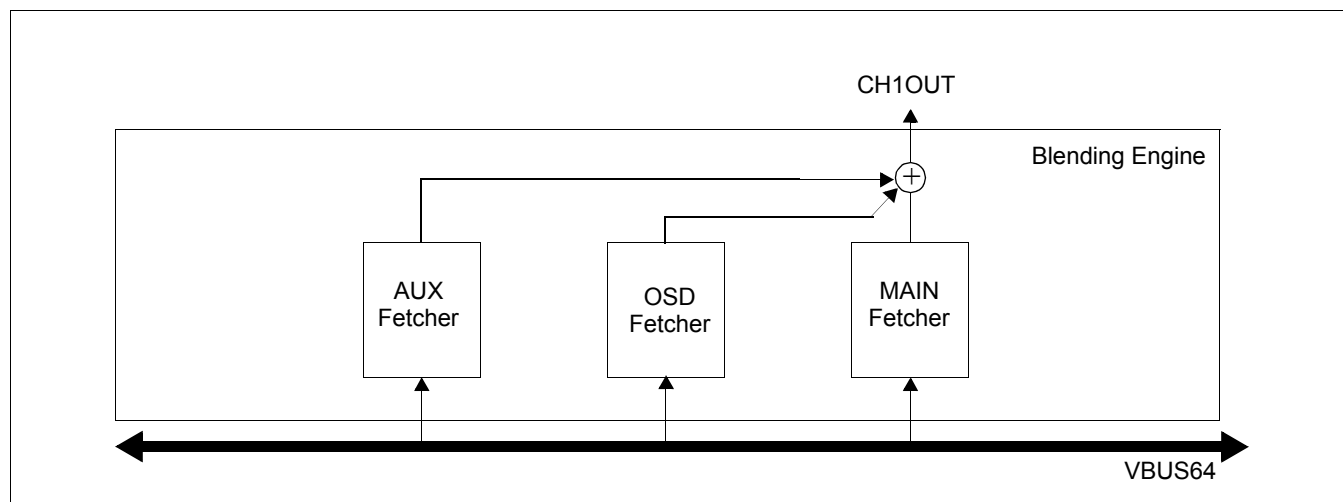 CH1OUT
Blending Engine
+
AUX
Fetcher
OSD
Fetcher
MAIN
Fetcher
VBUS64